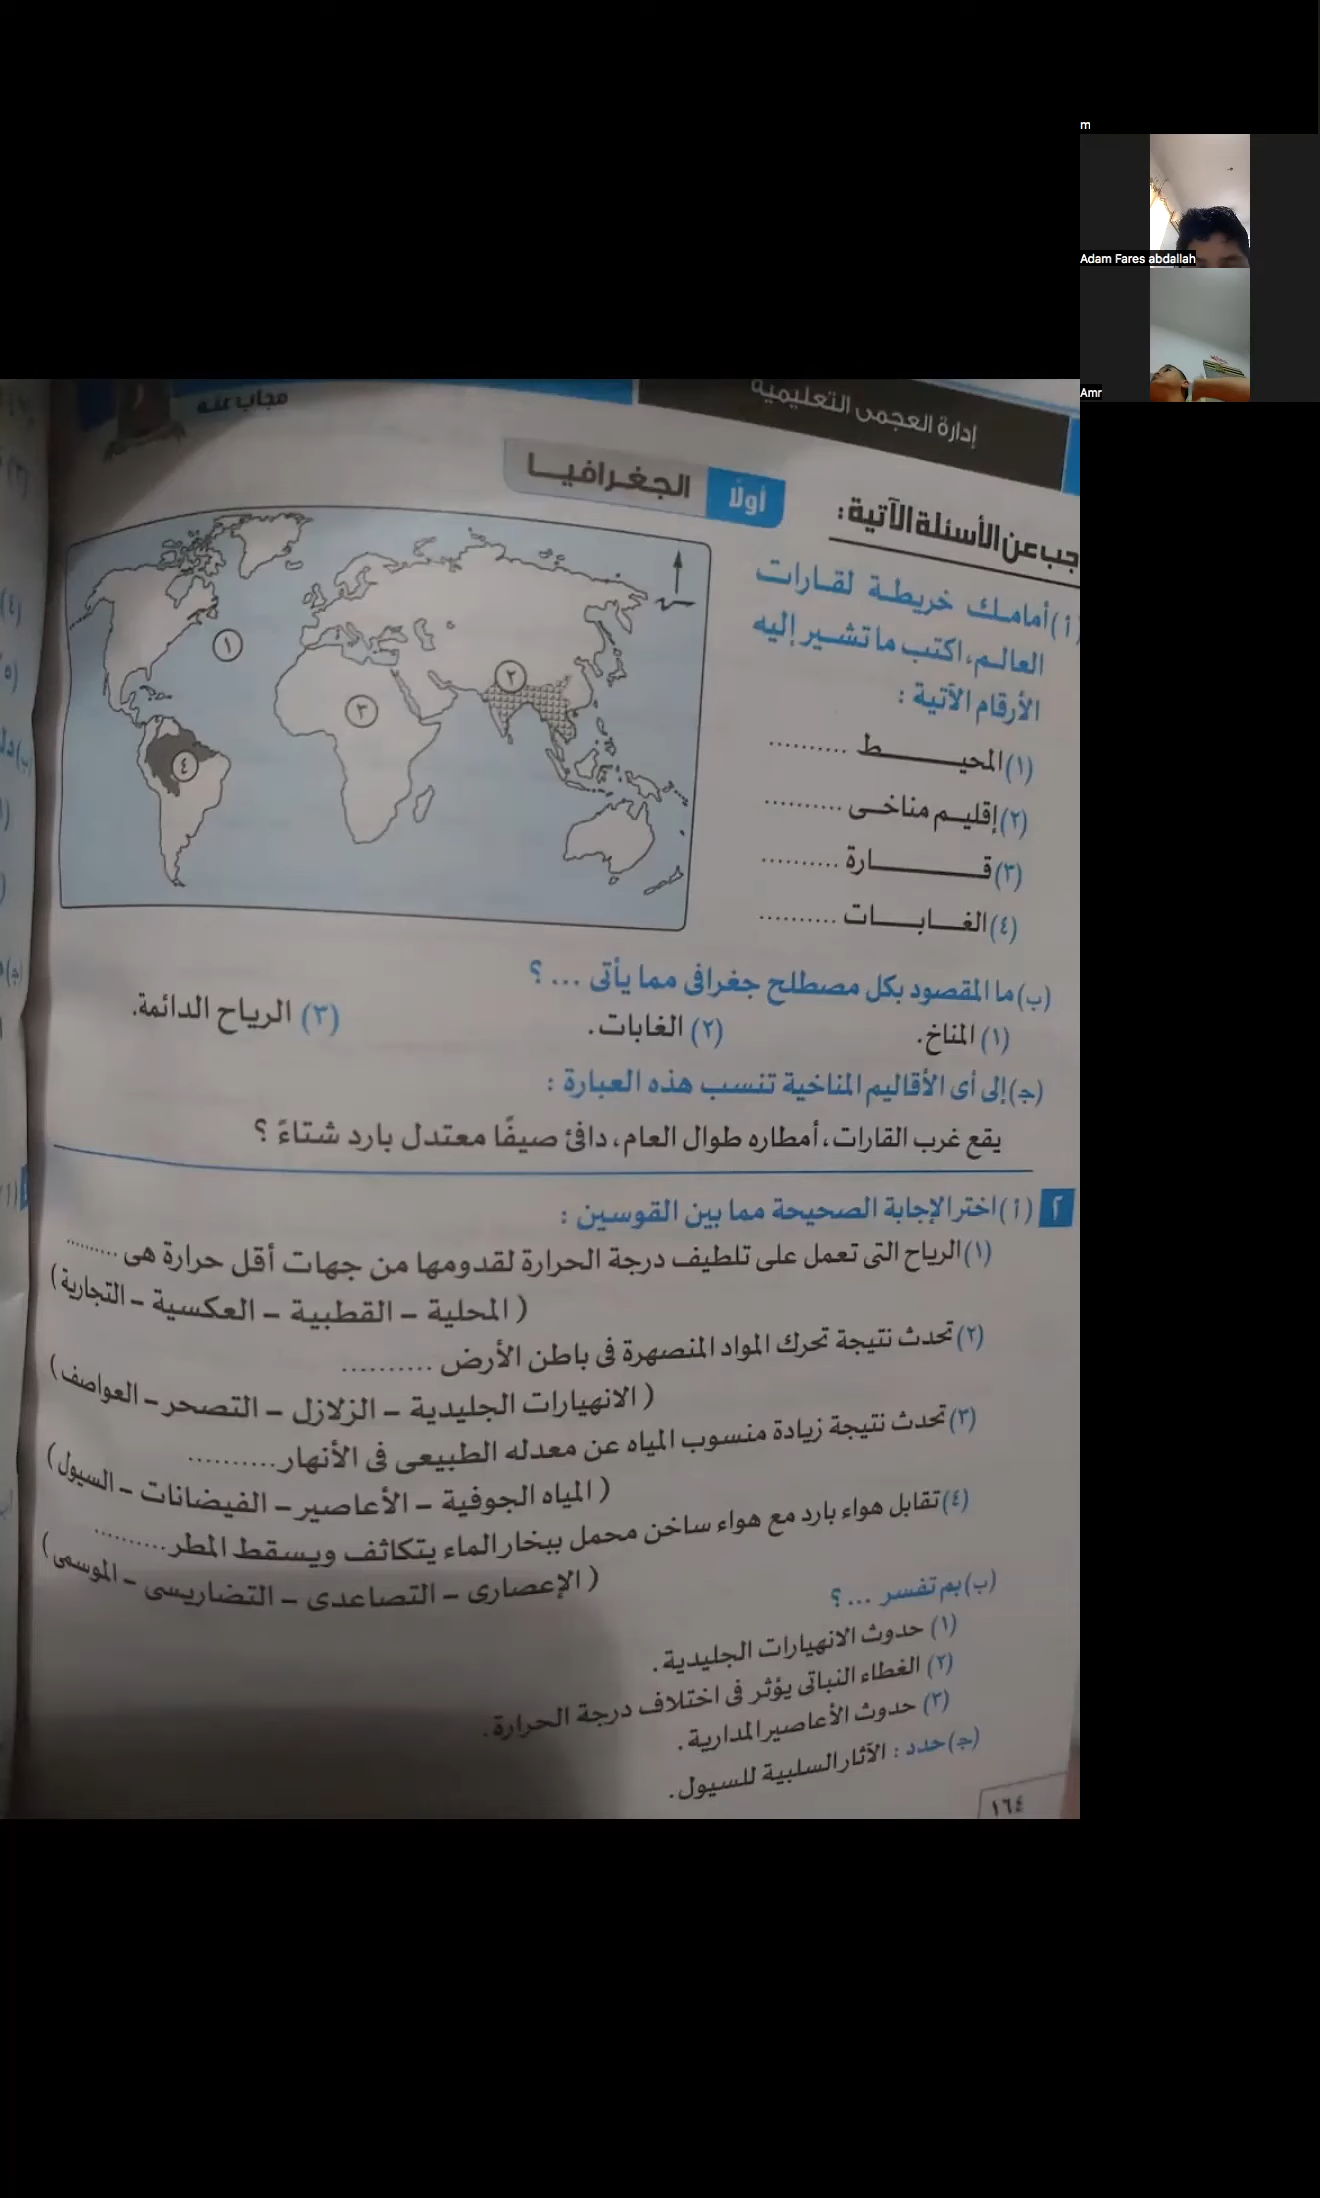 m
Adam Fares abdallah
Amr
إدارة العجمى التعليمية
مجاب عنه
أولًا الجغرافيا
جب عن الأسئلة الآتية :
(أ) أمامك خريطة لقارات
العالم، اكتب ما تشير إليه
الأرقام الآتية :
(١) المحيط ..........
(٢) إقليم مناخى ..........
(٣) قارة ..........
(٤) الغابات ..........
١
٢
٣
٤
(ب) ما المقصود بكل مصطلح جغرافى مما يأتى ... ؟
(١) المناخ. (٢) الغابات. (٣) الرياح الدائمة.
(ج) إلى أى الأقاليم المناخية تنسب هذه العبارة :
يقع غرب القارات، أمطاره طوال العام، دافئ صيفًا معتدل بارد شتاءً ؟
٢ (أ) اختر الإجابة الصحيحة مما بين القوسين :
(١) الرياح التى تعمل على تلطيف درجة الحرارة لقدومها من جهات أقل حرارة هى ..........
( المحلية – القطبية – العكسية – التجارية )
(٢) تحدث نتيجة تحرك المواد المنصهرة فى باطن الأرض ..........
( الانهيارات الجليدية – الزلازل – التصحر – العواصف )
(٣) تحدث نتيجة زيادة منسوب المياه عن معدله الطبيعى فى الأنهار ..........
( المياه الجوفية – الأعاصير – الفيضانات – السيول )
(٤) تقابل هواء بارد مع هواء ساخن محمل ببخار الماء يتكاثف ويسقط المطر ..........
( الإعصارى – التصاعدى – التضاريسى – الموسمى )
(ب) بم تفسر ... ؟
(١) حدوث الانهيارات الجليدية.
(٢) الغطاء النباتى يؤثر فى اختلاف درجة الحرارة.
(٣) حدوث الأعاصير المدارية.
(ج) حدد : الآثار السلبية للسيول.
١٦٤